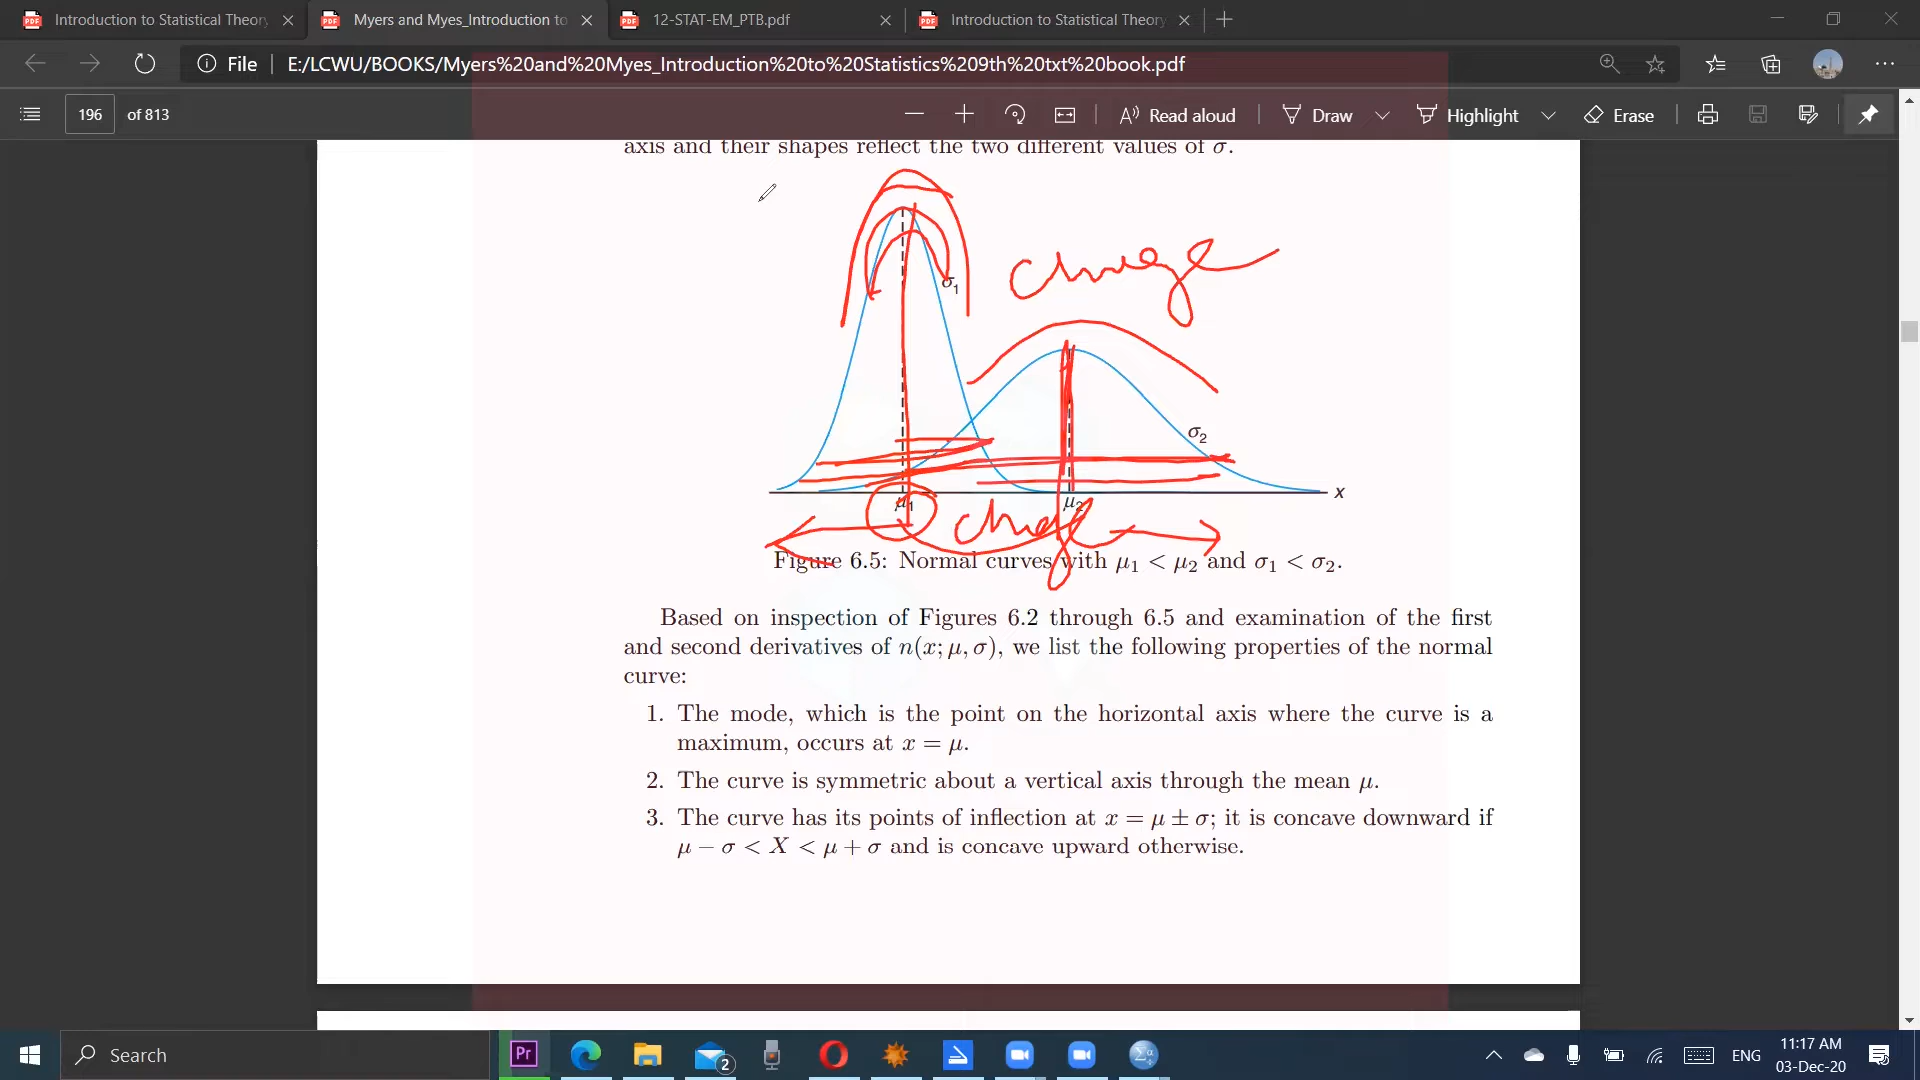 Introduction to Statistical Theory
Myers and Myes_Introduction to
12-STAT-EM_PTB.pdf
Introduction to Statistical Theory
File
E:/LCWU/BOOKS/Myers%20and%20Myes_Introduction%20to%20Statistics%209th%20txt%20book.pdf
196 of 813
Read aloud
Draw
Highlight
Erase
axis and their shapes reflect the two different values of σ.
change
σ₁
σ₂
x
μ₁
μ₂
Figure 6.5: Normal curves with μ₁ < μ₂ and σ₁ < σ₂.
Based on inspection of Figures 6.2 through 6.5 and examination of the first
and second derivatives of n(x; μ, σ), we list the following properties of the normal
curve:
1. The mode, which is the point on the horizontal axis where the curve is a
maximum, occurs at x = μ.
2. The curve is symmetric about a vertical axis through the mean μ.
3. The curve has its points of inflection at x = μ ± σ; it is concave downward if
μ − σ < X < μ + σ and is concave upward otherwise.
Search
Pr
2
ENG
11:17 AM
03-Dec-20